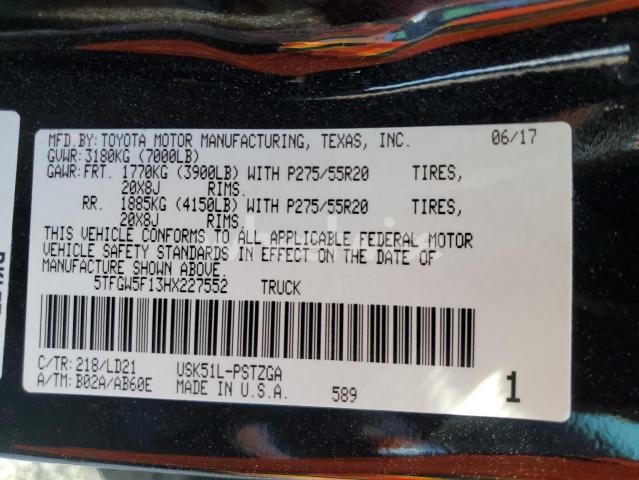 MFD.BY: TOYOTA MOTOR MANUFACTURING, TEXAS, INC. 06/17
GVWR: 3180KG (7000LB)
GAWR: FRT. 1770KG (3900LB) WITH P275/55R20 TIRES,
20X8J RIMS.
RR. 1885KG (4150LB) WITH P275/55R20 TIRES,
20X8J RIMS.
THIS VEHICLE CONFORMS TO ALL APPLICABLE FEDERAL MOTOR
VEHICLE SAFETY STANDARDS IN EFFECT ON THE DATE OF
MANUFACTURE SHOWN ABOVE.
5TFGW5F13HX227552 TRUCK
C/TR: 218/LD21 USK51L-PSTZGA
A/TM: B02A/AB60E MADE IN U.S.A. 589 1